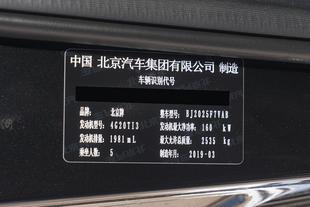 中国 北京汽车集团有限公司 制造
车辆识别代号
品牌: 北京牌 整车型号: BJ2025F7VAB
发动机型号: 4G20TI3 发动机最大净功率: 160 kW
发动机排量: 1981 mL 最大允许总质量: 2535 kg
乘坐人数: 5 制造年月: 2019-03